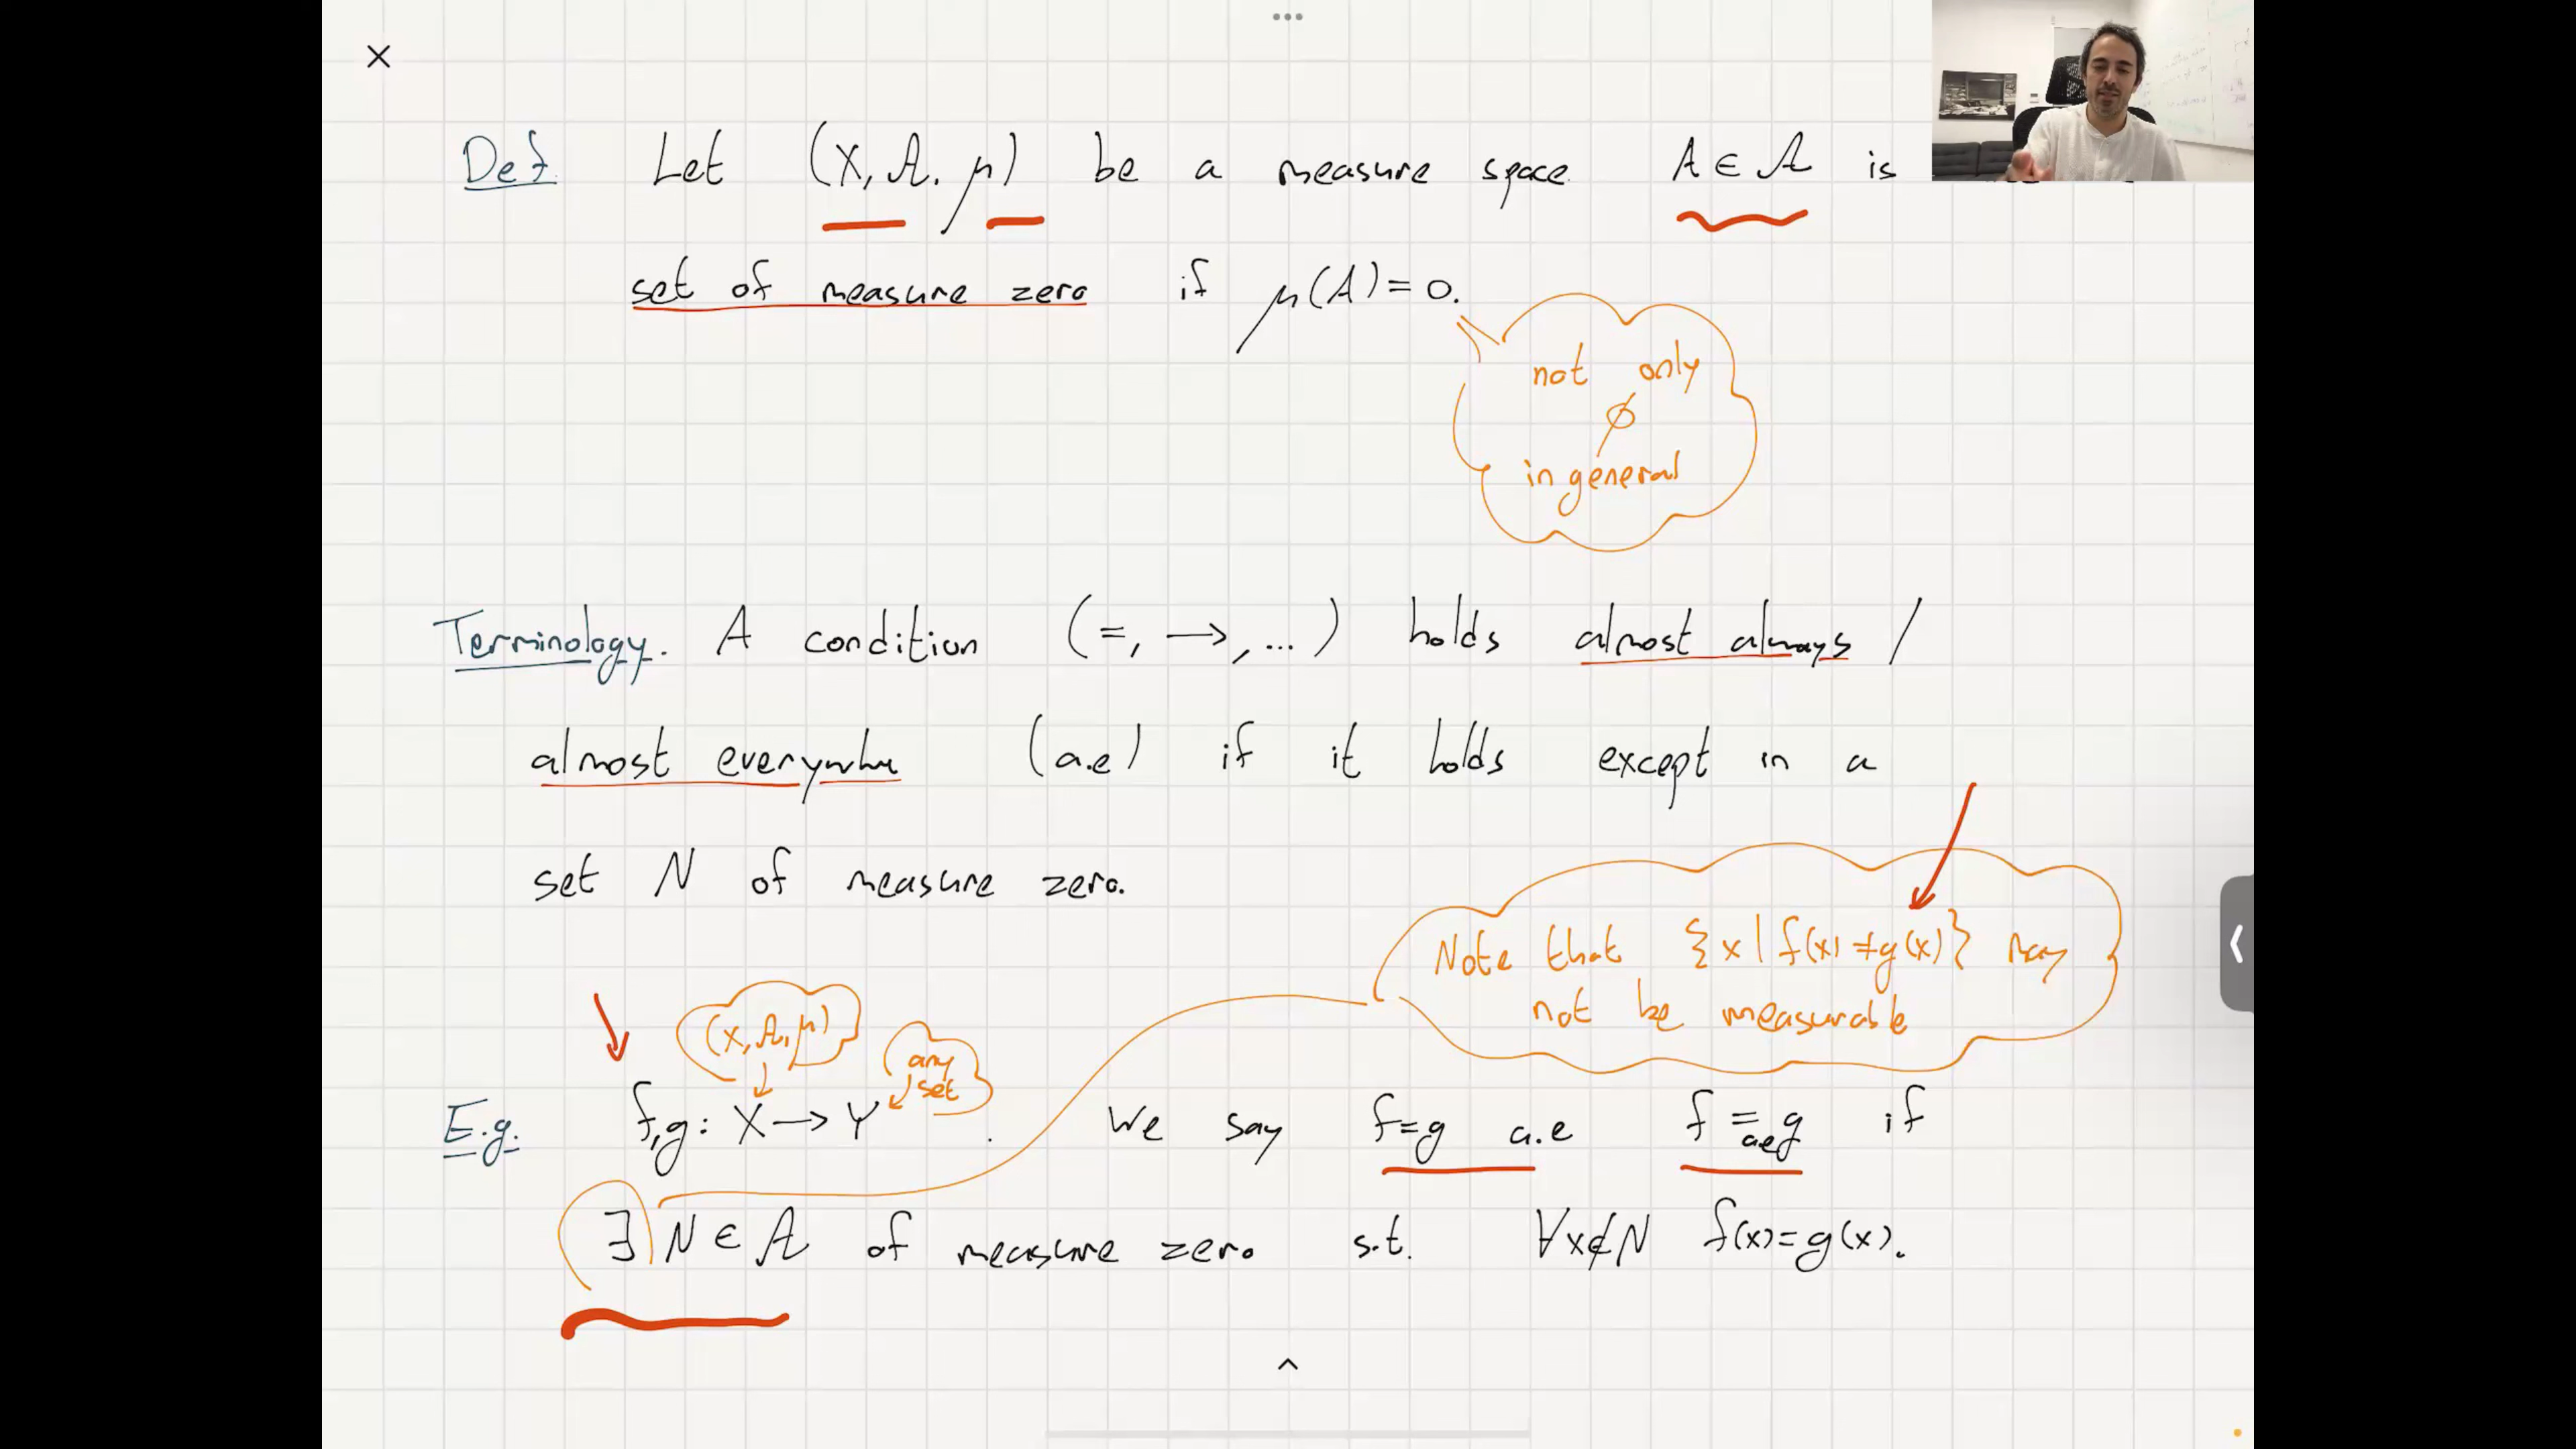 Def. Let (X, 𝒜, μ) be a measure space. A ∈ 𝒜 is
set of measure zero if μ(A) = 0.
not only
∅
in general
Terminology. A condition (=, →, ...) holds almost always /
almost everywhe (a.e) if it holds except in a
set N of measure zero.
Note that {x | f(x) ≠ g(x)} may
not be measurable
(X, 𝒜, μ)
any
set
E.g. f,g: X → Y . We say f=g a.e f =ae g if
∃ N ∈ 𝒜 of measure zero s.t. ∀x∉N f(x)=g(x).